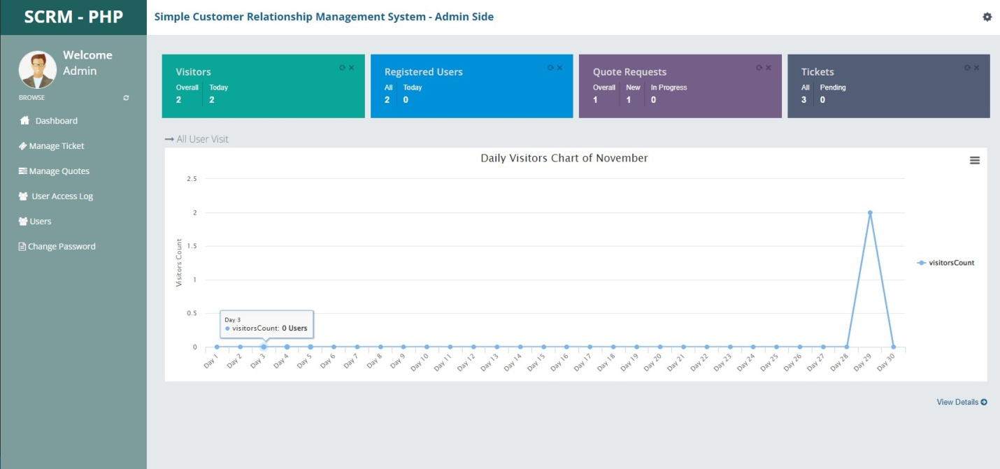 SCRM - PHP
Simple Customer Relationship Management System - Admin Side
Welcome
Admin
BROWSE
Dashboard
Manage Ticket
Manage Quotes
User Access Log
Users
Change Password
Visitors
Overall Today
2 2
Registered Users
All Today
2 0
Quote Requests
Overall New In Progress
1 1 0
Tickets
All Pending
3 0
All User Visit
Daily Visitors Chart of November
Visitors Count
2.5
2
1.5
1
0.5
0
Day 3
visitorsCount: 0 Users
Day 1 Day 2 Day 3 Day 4 Day 5 Day 6 Day 7 Day 8 Day 9 Day 10 Day 11 Day 12 Day 13 Day 14 Day 15 Day 16 Day 17 Day 18 Day 19 Day 20 Day 21 Day 22 Day 23 Day 24 Day 25 Day 26 Day 27 Day 28 Day 29 Day 30
visitorsCount
View Details